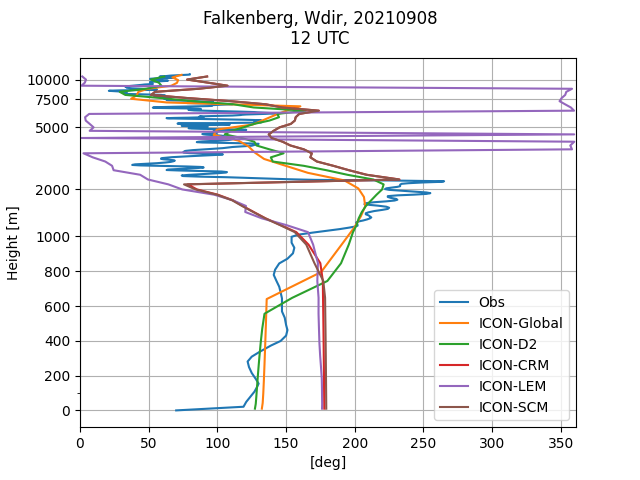 Falkenberg, Wdir, 20210908
12 UTC
Height [m]
10000
7500
5000
2000
1000
800
600
400
200
0
Obs
ICON-Global
ICON-D2
ICON-CRM
ICON-LEM
ICON-SCM
0 50 100 150 200 250 300 350
[deg]